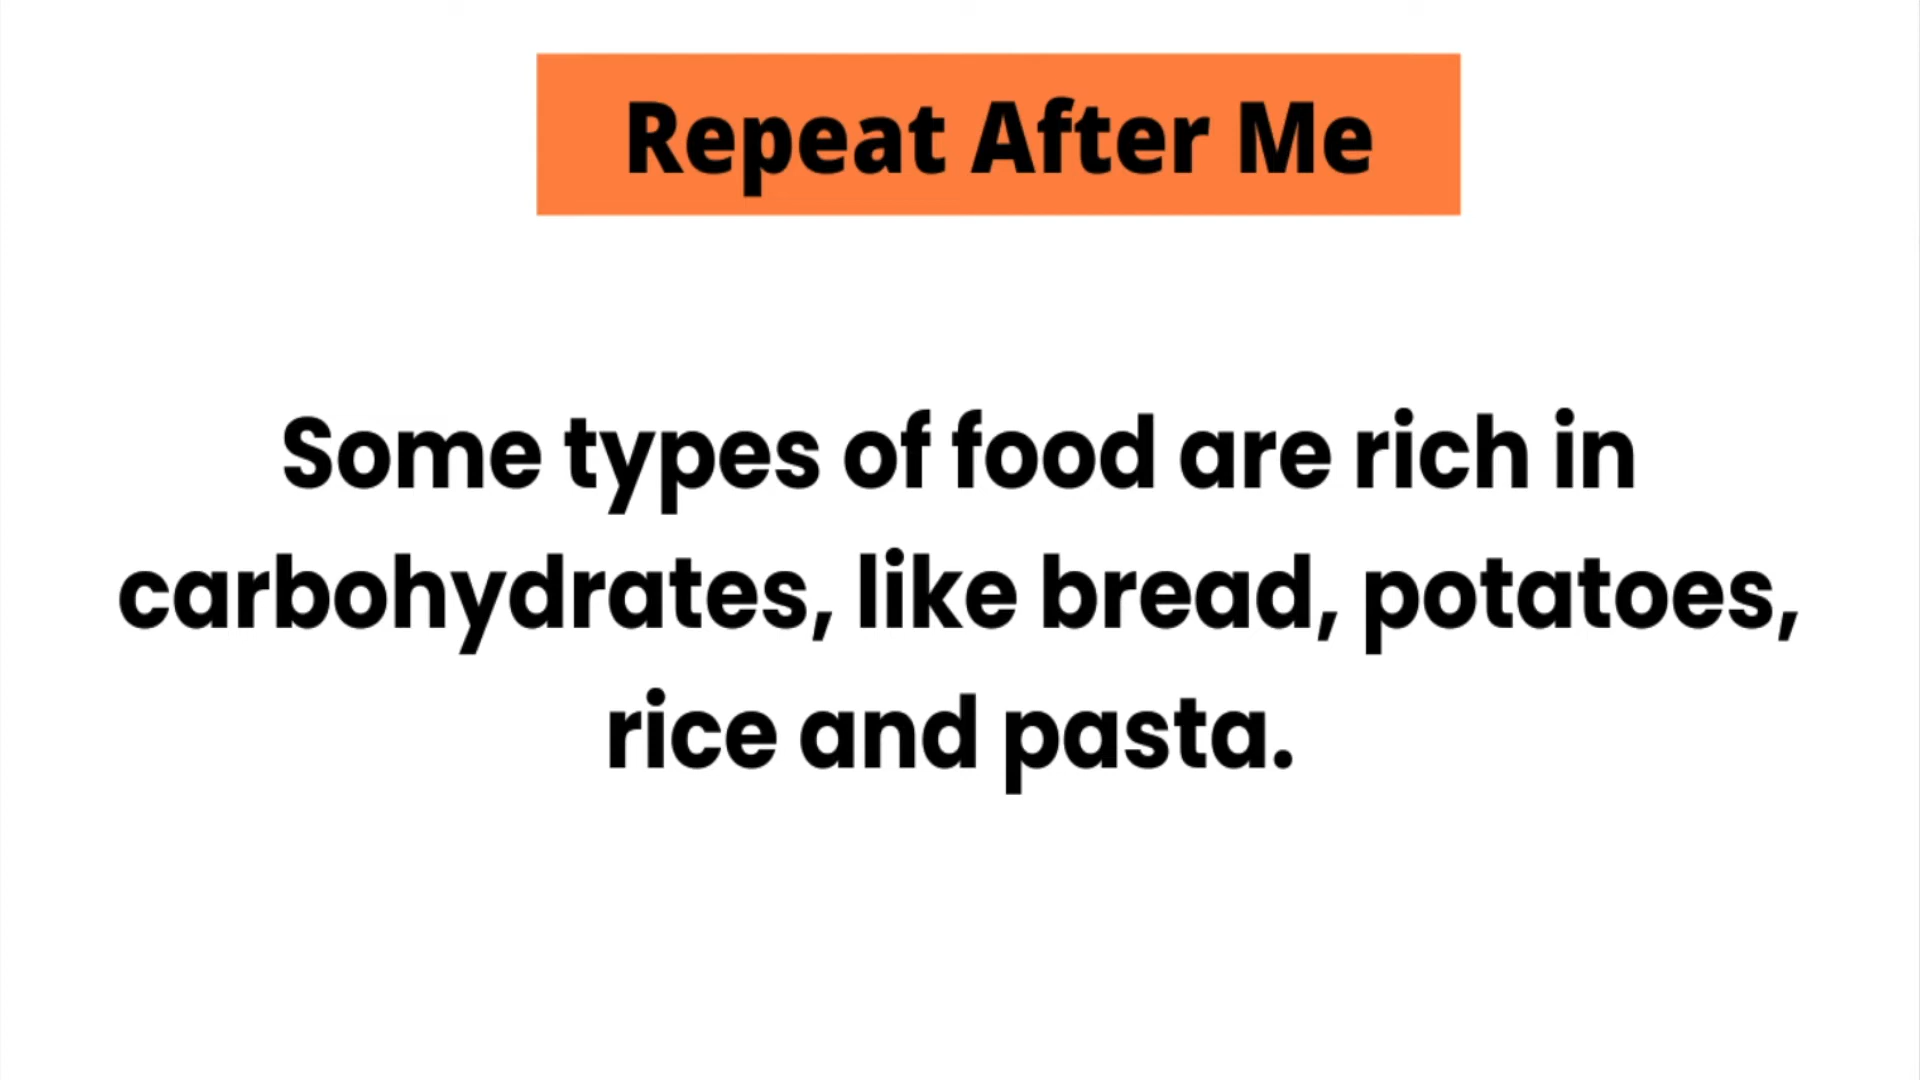 Repeat After Me
Some types of food are rich in
carbohydrates, like bread, potatoes,
rice and pasta.